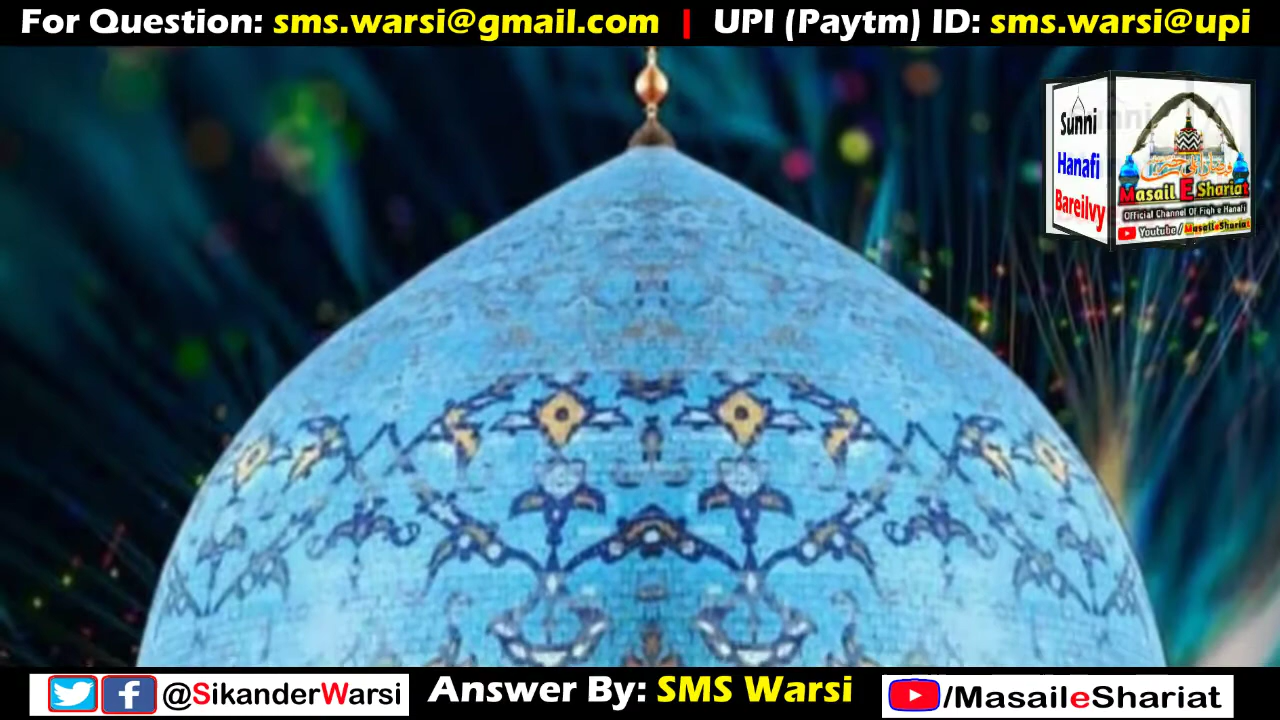 For Question: sms.warsi@gmail.com | UPI (Paytm) ID: sms.warsi@upi
Sunni
Hanafi
Bareilvy
Masail E Shariat
Official Channel Of Fiqh e Hanafi
Youtube / MasaileShariat
@SikanderWarsi
Answer By: SMS Warsi
/MasaileShariat